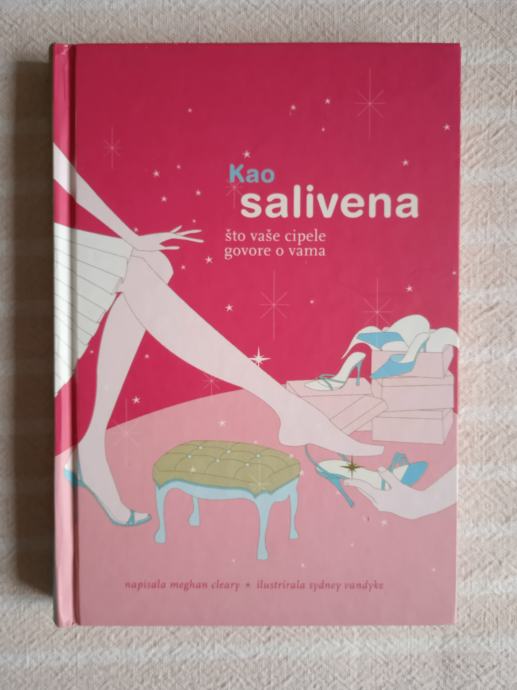 Kao
salivena
što vaše cipele
govore o vama
napisala meghan cleary ★ ilustrirala sydney vandyke